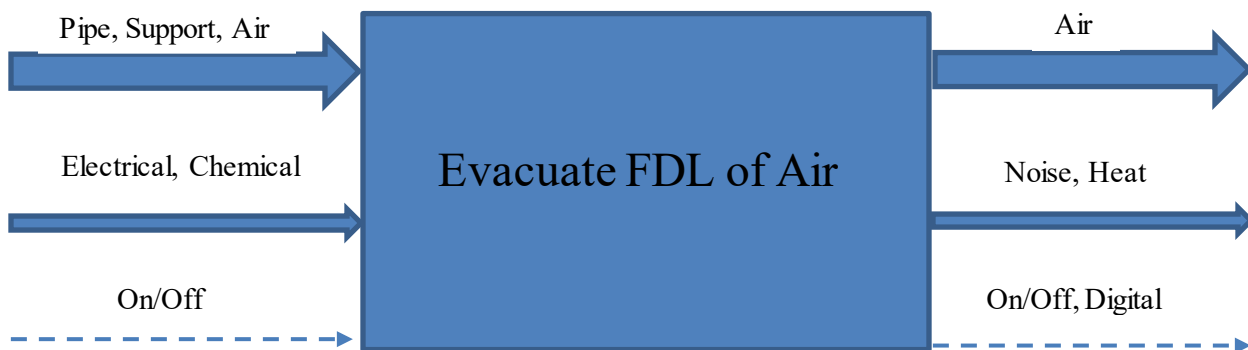 Pipe, Support, Air
Air
Electrical, Chemical
Evacuate FDL of Air
Noise, Heat
On/Off
On/Off, Digital